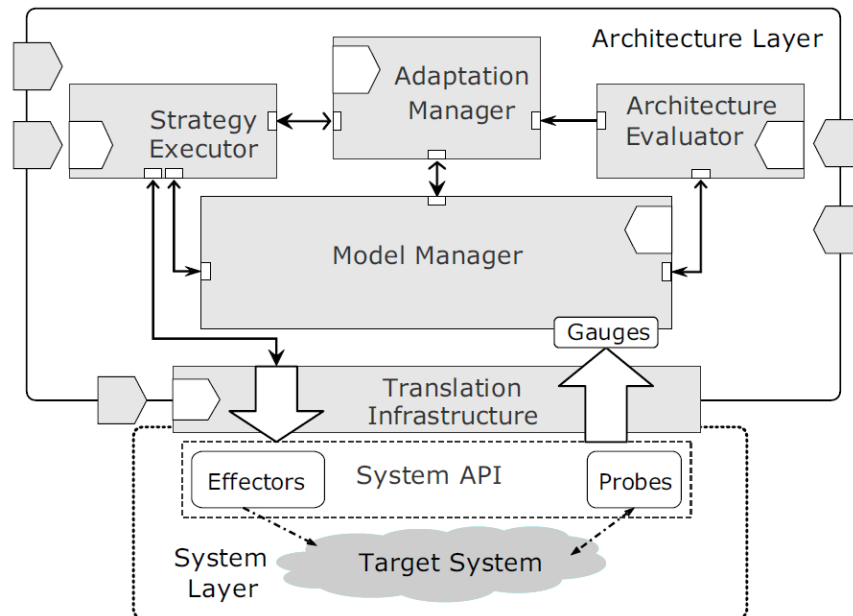 Architecture Layer
Adaptation
Manager
Strategy
Executor
Architecture
Evaluator
Model Manager
Gauges
Translation
Infrastructure
System API
Effectors
Probes
Target System
System
Layer